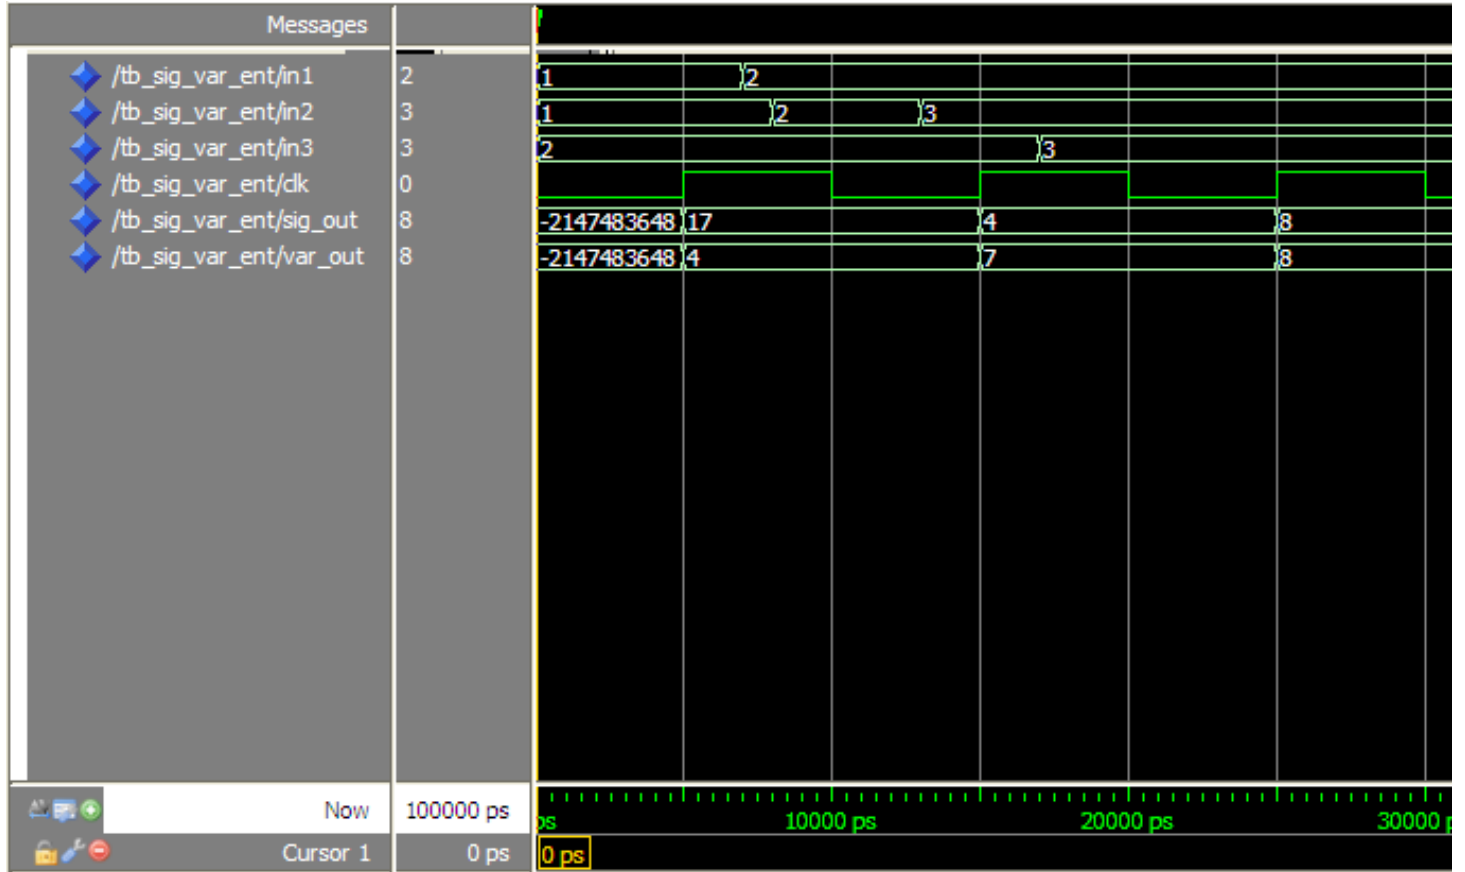 Messages
/tb_sig_var_ent/in1 2 1 2
/tb_sig_var_ent/in2 3 1 2 3
/tb_sig_var_ent/in3 3 2 3
/tb_sig_var_ent/clk 0
/tb_sig_var_ent/sig_out 8 -2147483648 17 4 8
/tb_sig_var_ent/var_out 8 -2147483648 4 7 8
Now 100000 ps ps 10000 ps 20000 ps 30000
Cursor 1 0 ps 0 ps